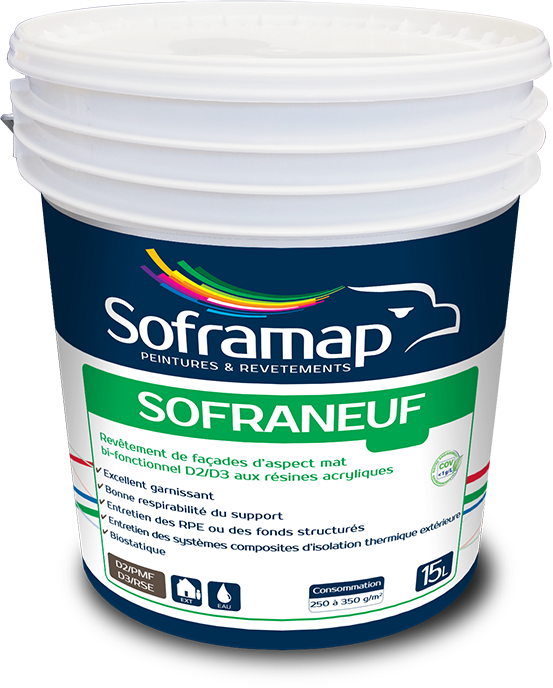 Soframap
PEINTURES & REVETEMENTS
SOFRANEUF
Revêtement de façades d'aspect mat
bi-fonctionnel D2/D3 aux résines acryliques
Excellent garnissant
Bonne respirabilité du support
Entretien des RPE ou des fonds structurés
Entretien des systèmes composites d'isolation thermique extérieure
Biostatique
COV
D2/PMF
D3/RSE
EXT
EAU
Consommation
250 à 350 g/m²
15L